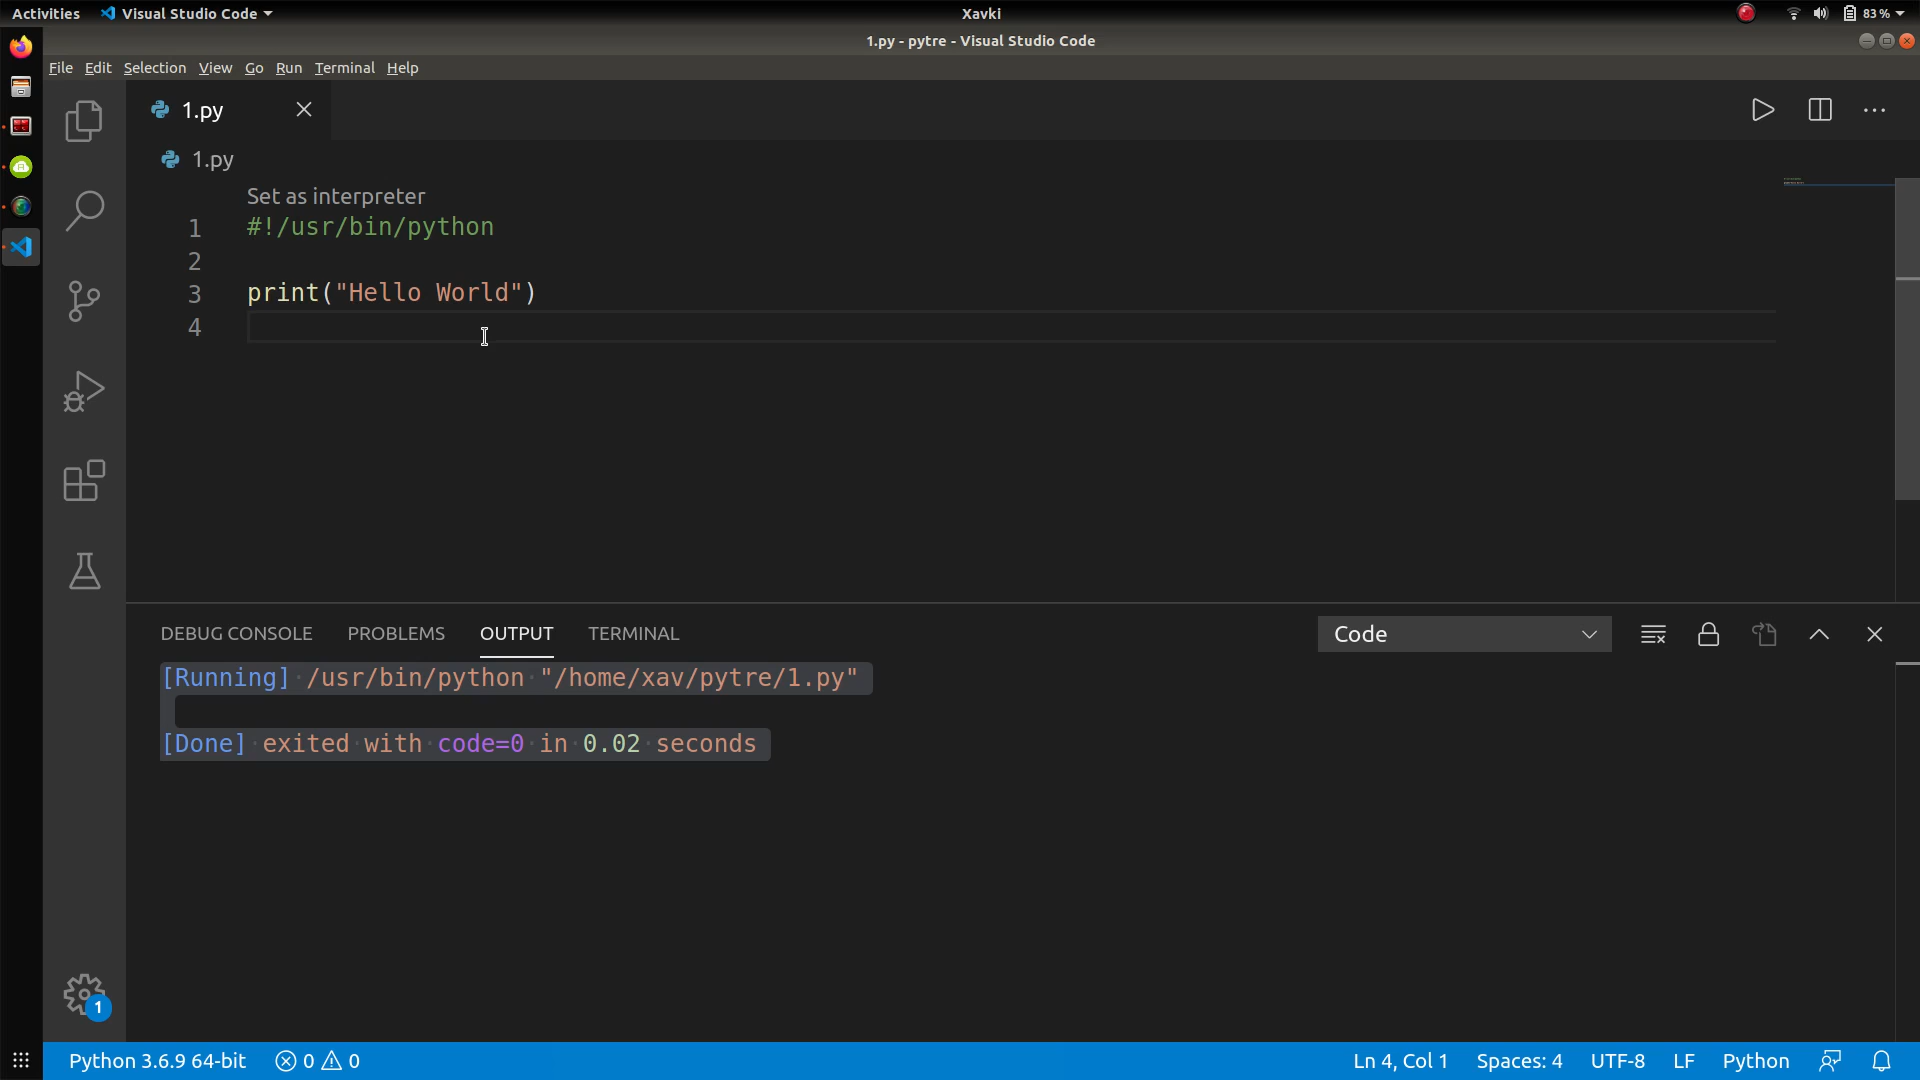 Activities Visual Studio Code Xavki 83 %
1.py - pytre - Visual Studio Code
File Edit Selection View Go Run Terminal Help
1.py
1.py
Set as interpreter
1 #!/usr/bin/python
2
3 print("Hello World")
4
DEBUG CONSOLE PROBLEMS OUTPUT TERMINAL Code
[Running] /usr/bin/python "/home/xav/pytre/1.py"
[Done] exited with code=0 in 0.02 seconds
1
Python 3.6.9 64-bit 0 0 Ln 4, Col 1 Spaces: 4 UTF-8 LF Python